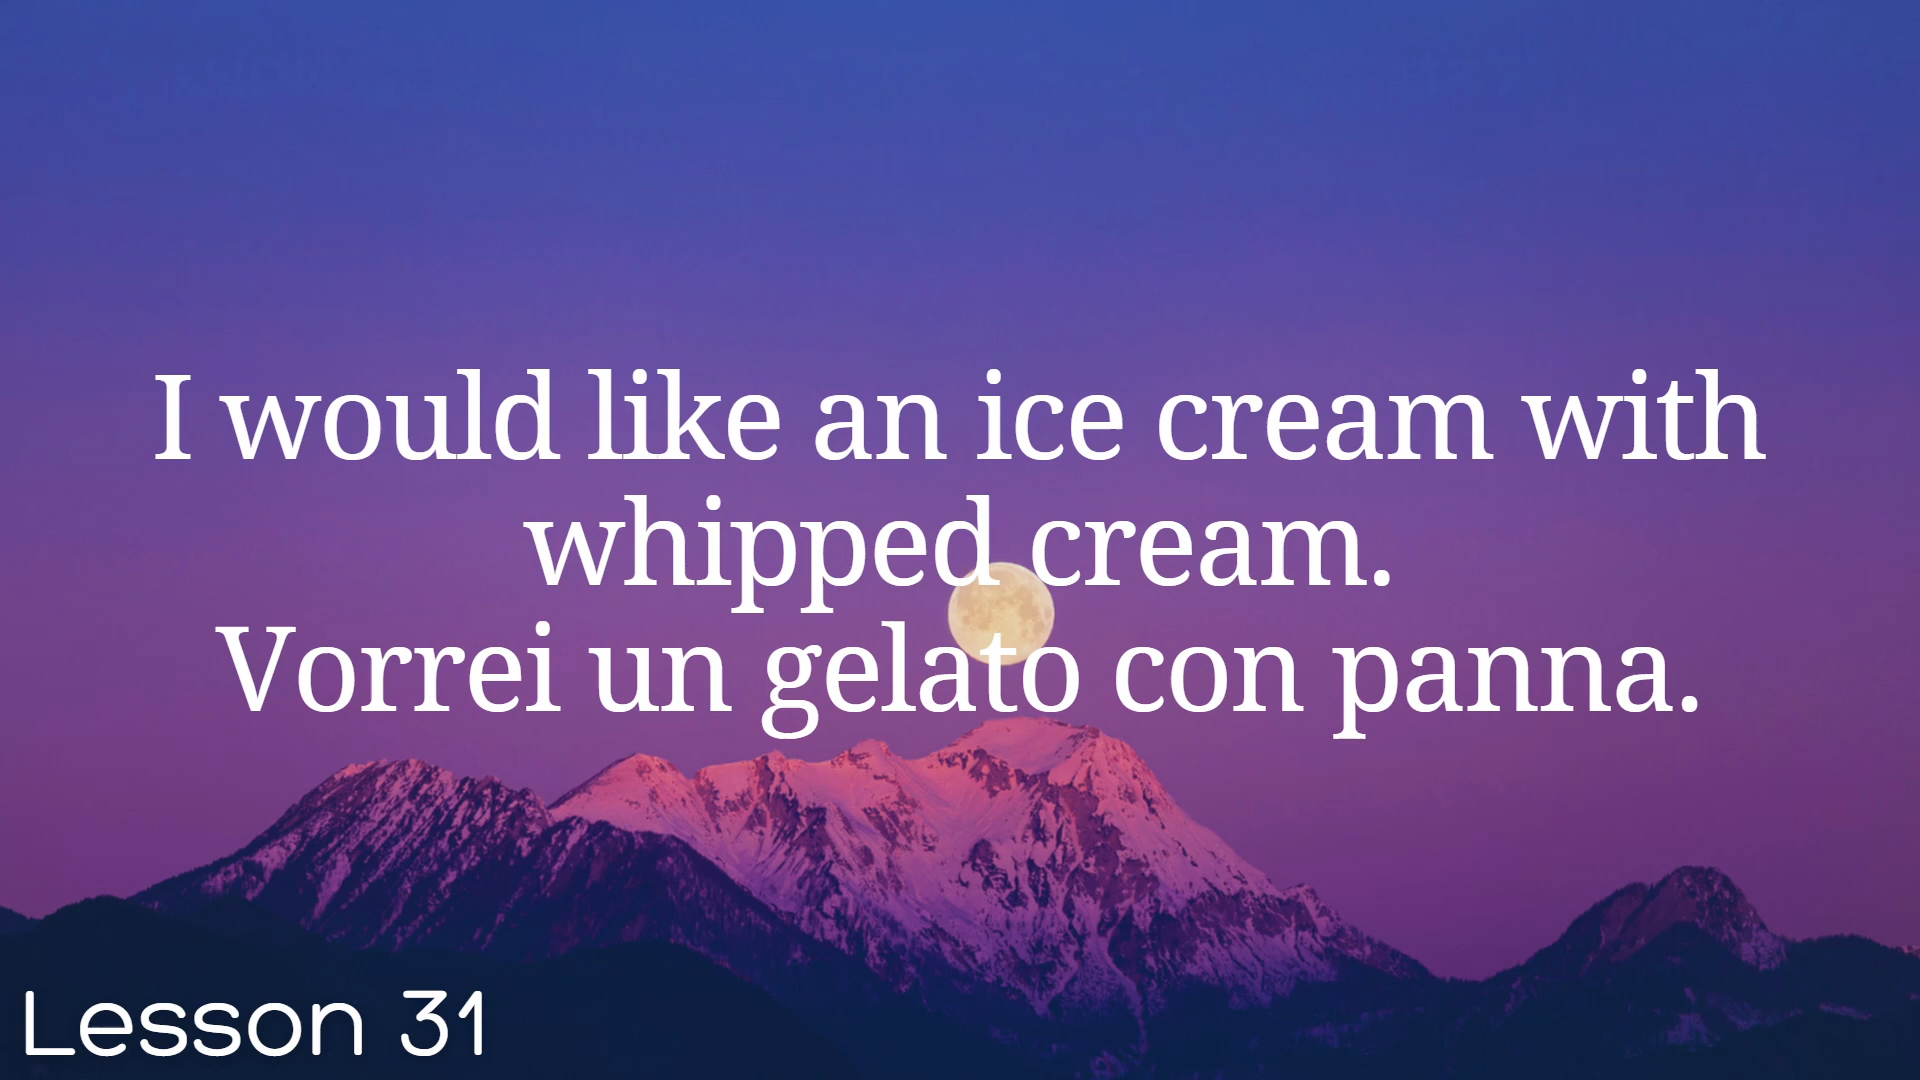 I would like an ice cream with
whipped cream.
Vorrei un gelato con panna.
Lesson 31